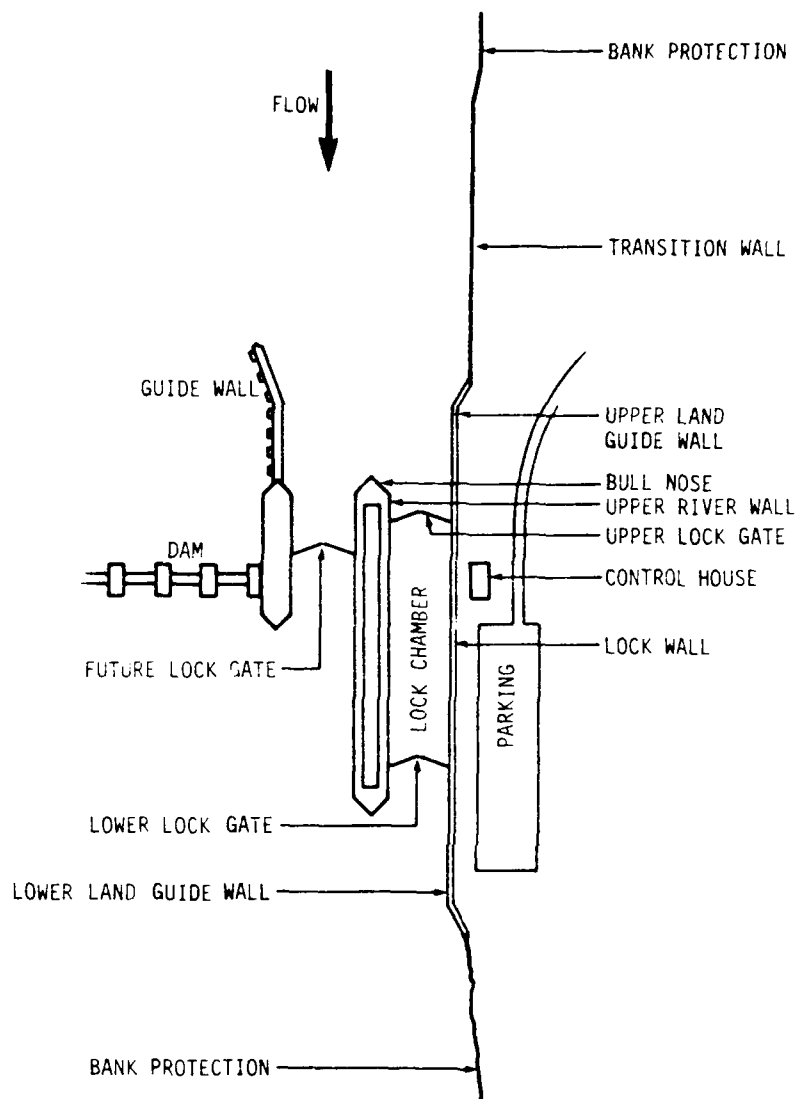 BANK PROTECTION
FLOW
TRANSITION WALL
GUIDE WALL
UPPER LAND
GUIDE WALL
BULL NOSE
UPPER RIVER WALL
UPPER LOCK GATE
DAM
CONTROL HOUSE
LOCK WALL
FUTURE LOCK GATE
LOCK CHAMBER
PARKING
LOWER LOCK GATE
LOWER LAND GUIDE WALL
BANK PROTECTION